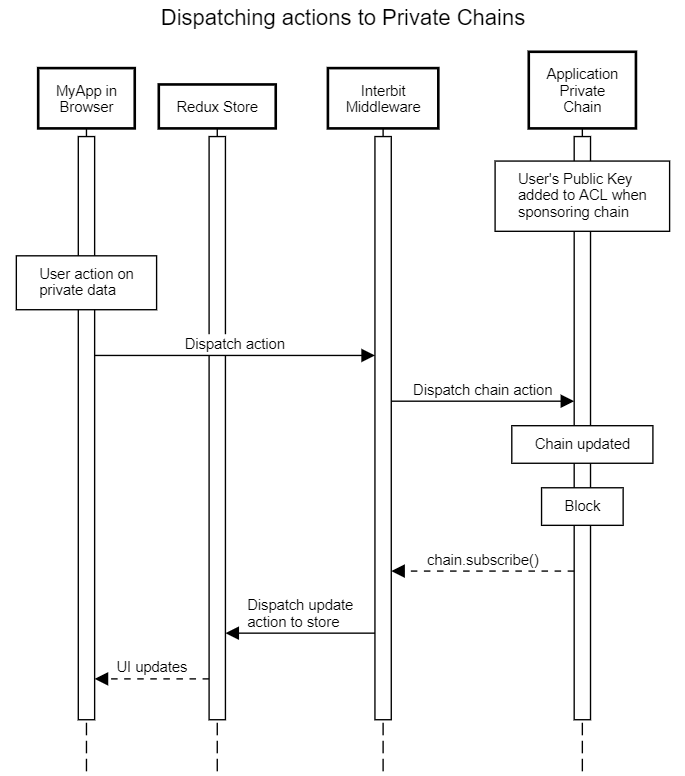 Dispatching actions to Private Chains
MyApp in
Browser
Redux Store
Interbit
Middleware
Application
Private
Chain
User's Public Key
added to ACL when
sponsoring chain
User action on
private data
Dispatch action
Dispatch chain action
Chain updated
Block
chain.subscribe()
Dispatch update
action to store
UI updates